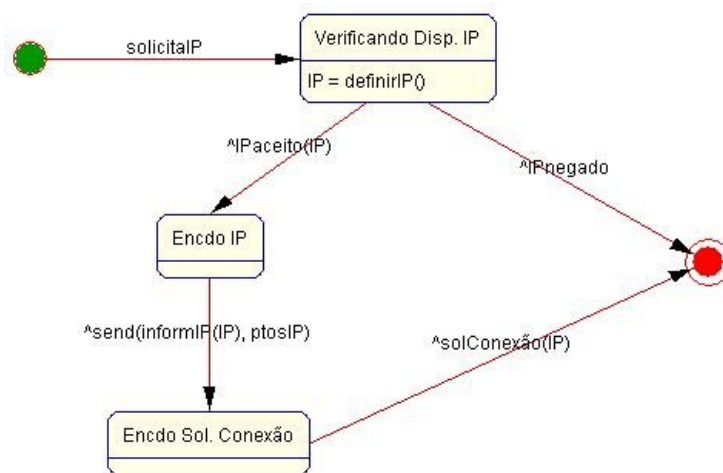 Verificando Disp. IP
solicitaIP
IP = definirIP()
^IPaceito(IP)
^IPnegado
Encdo IP
^send(informIP(IP), ptosIP)
^solConexão(IP)
Encdo Sol. Conexão